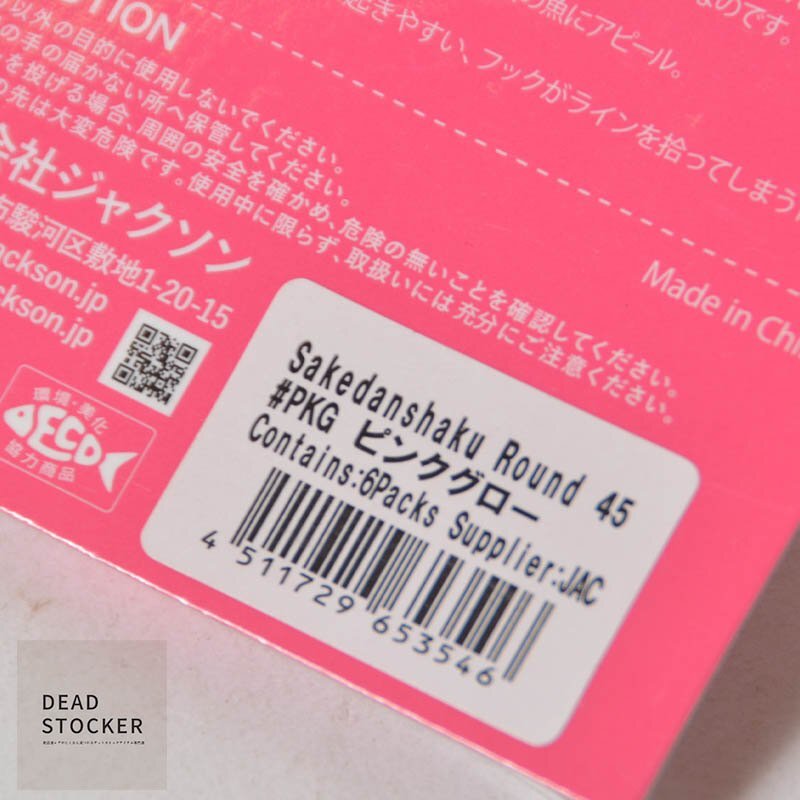 の魚にアピール。
起きやすい、フックがラインを拾ってしまう
なのです。
以外の目的に使用しないでください。
の手の届かない所へ保管してください。
を投げる場合、周囲の安全を確かめ、危険の無いことを確認してください。
の先は大変危険です。使用中に限らず、取扱いには充分にご注意ください。
会社ジャクソン
市駿河区敷地1-20-15
ackson.jp
ckson.jp
Made in Chi
環境・美化
ECO
協力商品
Sakedanshaku Round 45
#PKG ピンクグロー
Contains:6Packs Supplier:JAC
4 511729 653546
DEAD
STOCKER